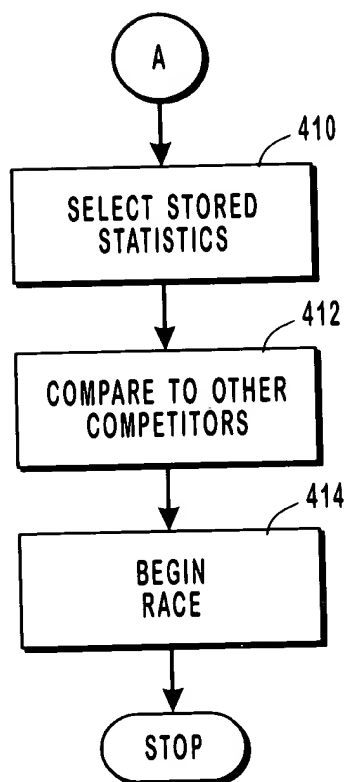 A
410
SELECT STORED
STATISTICS
412
COMPARE TO OTHER
COMPETITORS
414
BEGIN
RACE
STOP